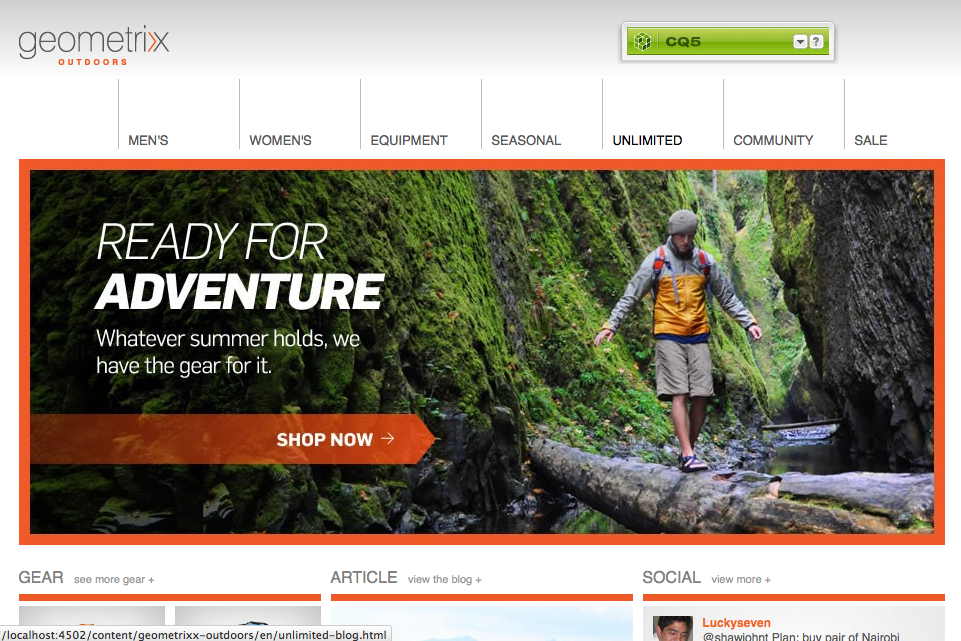 geometrixx
OUTDOORS
CQ5
?
MEN'S
WOMEN'S
EQUIPMENT
SEASONAL
UNLIMITED
COMMUNITY
SALE
READY FOR
ADVENTURE
Whatever summer holds, we
have the gear for it.
SHOP NOW →
GEAR see more gear +
ARTICLE view the blog +
SOCIAL view more +
Luckyseven
@shawjohnt Plan: buy pair of Nairobi
/localhost:4502/content/geometrixx-outdoors/en/unlimited-blog.html